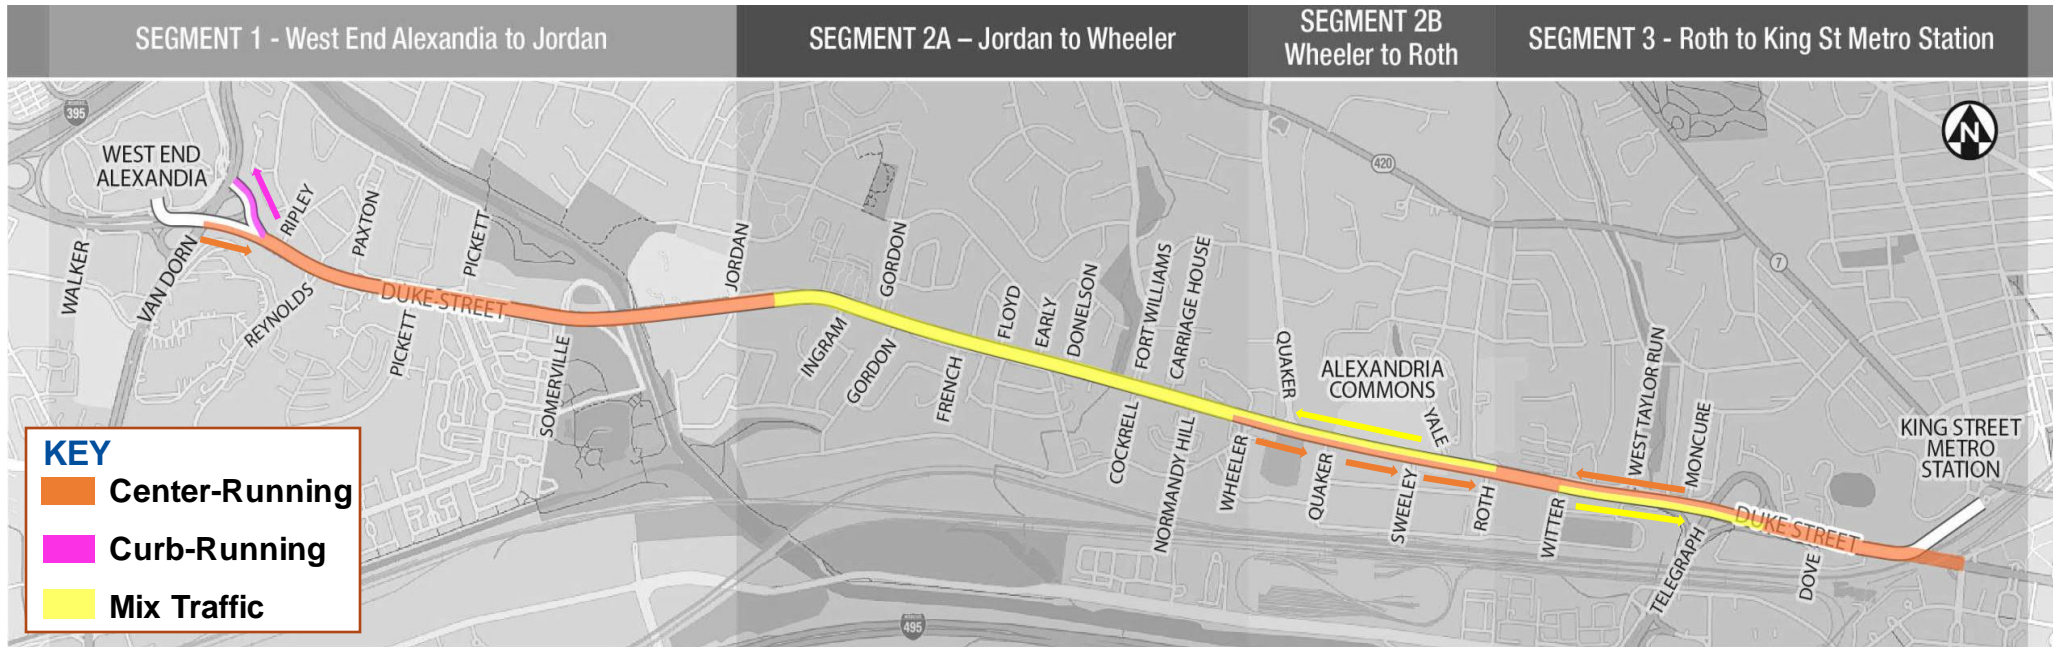 SEGMENT 1 - West End Alexandia to Jordan
SEGMENT 2A – Jordan to Wheeler
SEGMENT 2B
Wheeler to Roth
SEGMENT 3 - Roth to King St Metro Station
395
WEST END
ALEXANDIA
WALKER
VAN DORN
RIPLEY
REYNOLDS
PAXTON
PICKETT
PICKETT
DUKE STREET
SOMERVILLE
JORDAN
INGRAM
GORDON
GORDON
FRENCH
FLOYD
EARLY
DONELSON
FORT WILLIAMS
CARRIAGE HOUSE
COCKRELL
NORMANDY HILL
WHEELER
QUAKER
QUAKER
ALEXANDRIA
COMMONS
YALE
SWEELEY
ROTH
WITTER
WEST TAYLOR RUN
MONCURE
TELEGRAPH
DUKE STREET
DOVE
KING STREET
METRO
STATION
420
7
495
N
KEY
Center-Running
Curb-Running
Mix Traffic